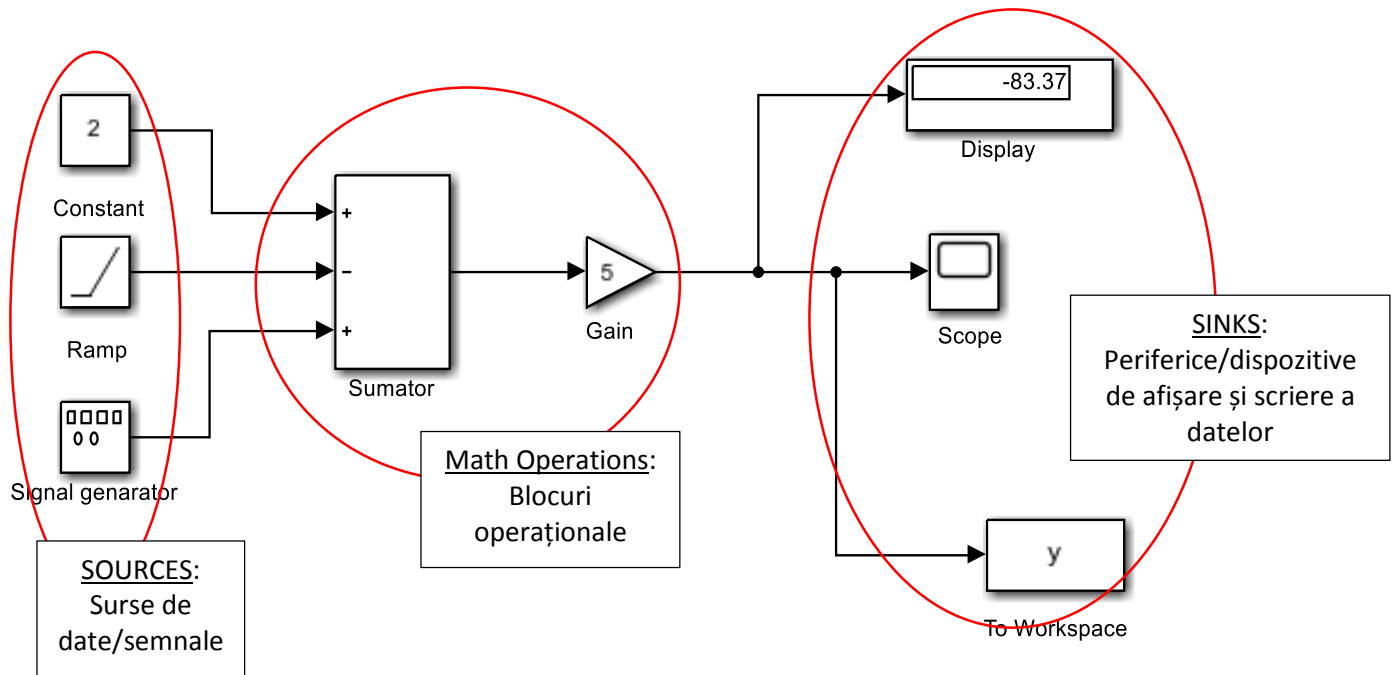 2
Constant
Ramp
Signal genarator
SOURCES:
Surse de
date/semnale
+
−
+
Sumator
5
Gain
Math Operations:
Blocuri
operaționale
-83.37
Display
Scope
y
To Workspace
SINKS:
Periferice/dispozitive
de afișare și scriere a
datelor